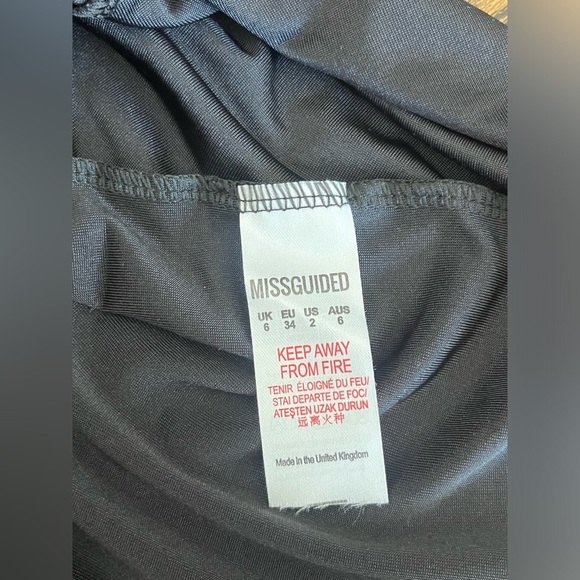 MISSGUIDED
UK EU US AUS
6 34 2 6
KEEP AWAY
FROM FIRE
TENIR ÉLOIGNÉ DU FEU/
STAI DEPARTE DE FOC/
ATEŞTEN UZAK DURUN
远离火种
Made in the United Kingdom